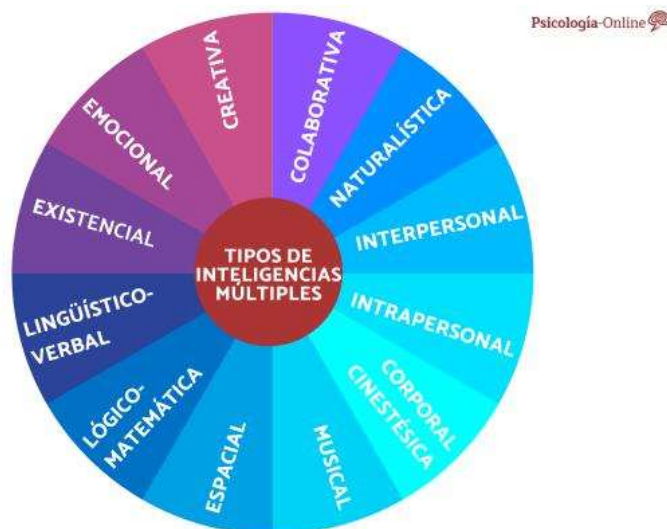 Psicología-Online
CREATIVA
COLABORATIVA
NATURALÍSTICA
INTERPERSONAL
INTRAPERSONAL
CORPORAL
CINESTÉSICA
MUSICAL
ESPACIAL
LÓGICO-
MATEMÁTICA
LINGÜÍSTICO-
VERBAL
EXISTENCIAL
EMOCIONAL
TIPOS DE
INTELIGENCIAS
MÚLTIPLES